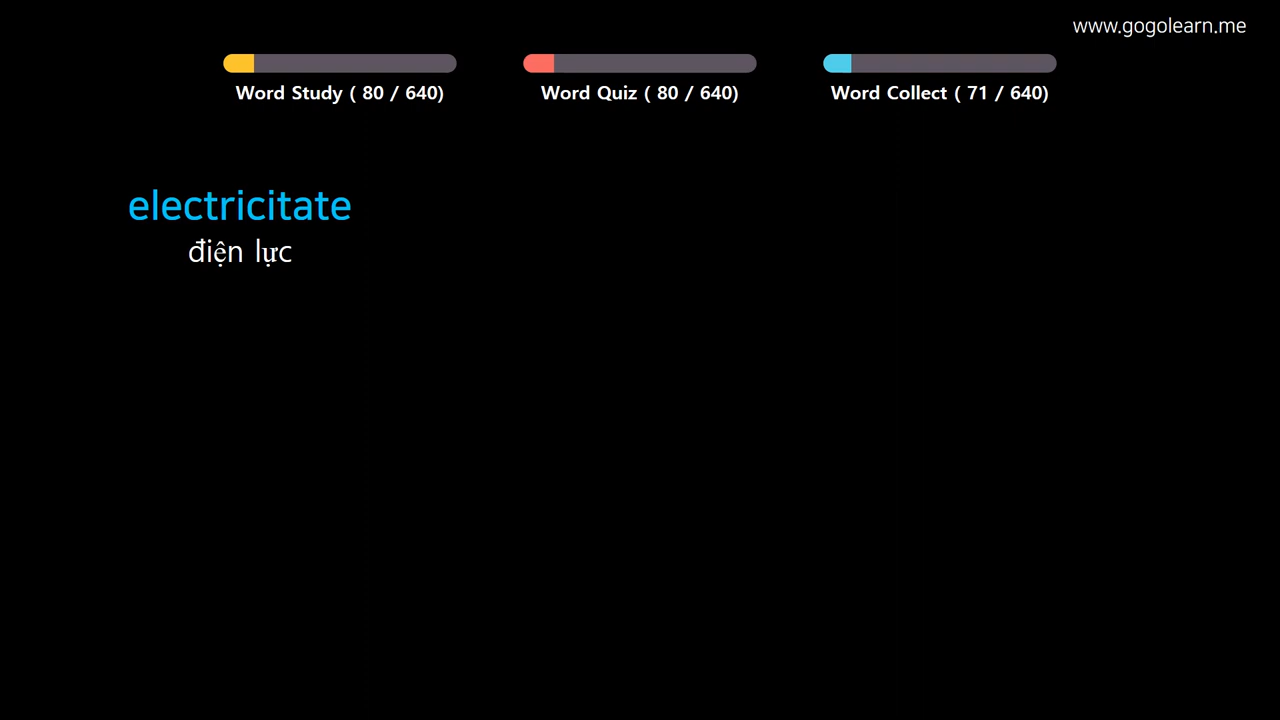 www.gogolearn.me
Word Study ( 80 / 640)
Word Quiz ( 80 / 640)
Word Collect ( 71 / 640)
electricitate
điện lực